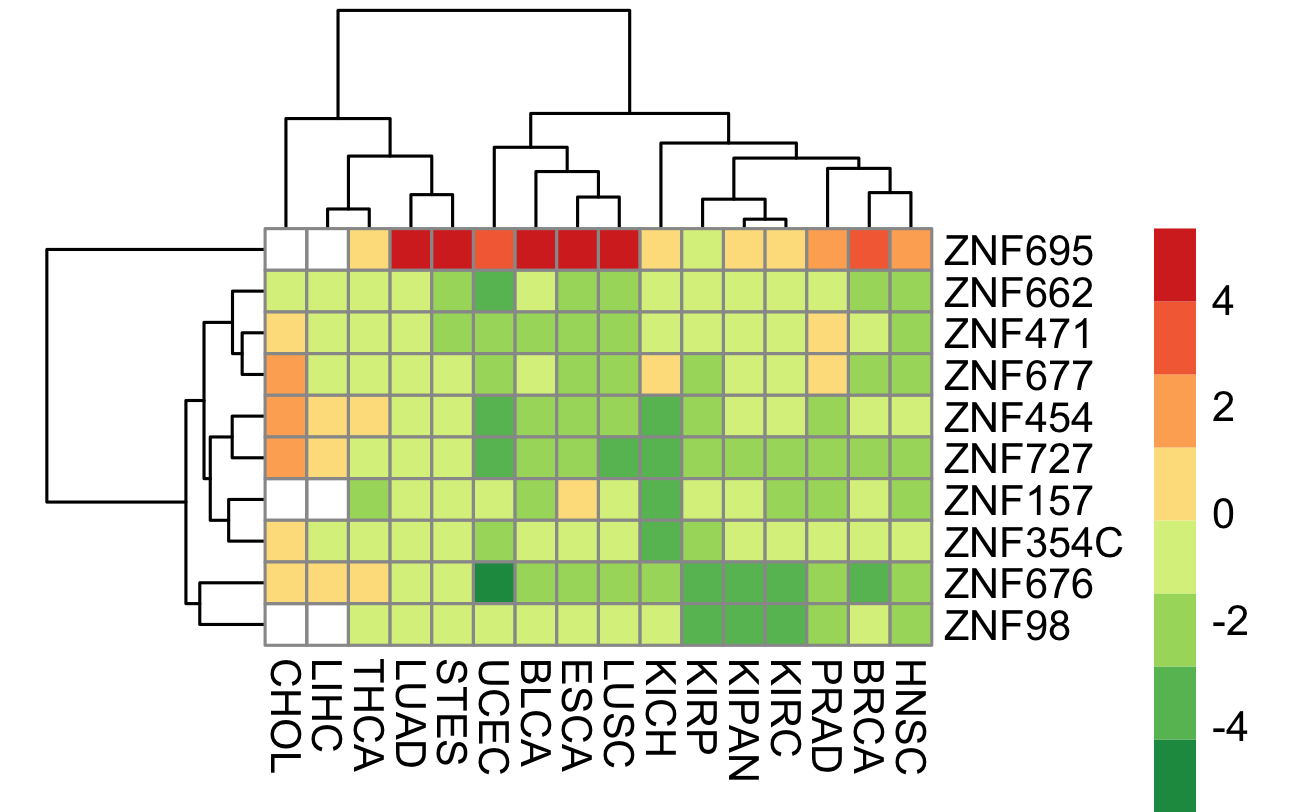 ZNF695
ZNF662
ZNF471
ZNF677
ZNF454
ZNF727
ZNF157
ZNF354C
ZNF676
ZNF98
4
2
0
-2
-4
CHOL
LIHC
THCA
LUAD
STES
UCEC
BLCA
ESCA
LUSC
KICH
KIRP
KIPAN
KIRC
PRAD
BRCA
HNSC